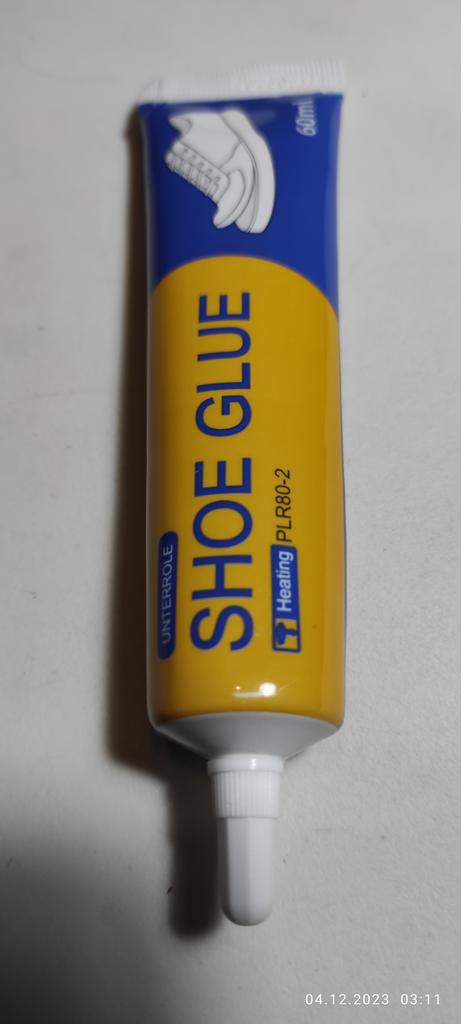 60ml
UNTERROLE
SHOE GLUE
Heating PLR80-2
04.12.2023 03:11